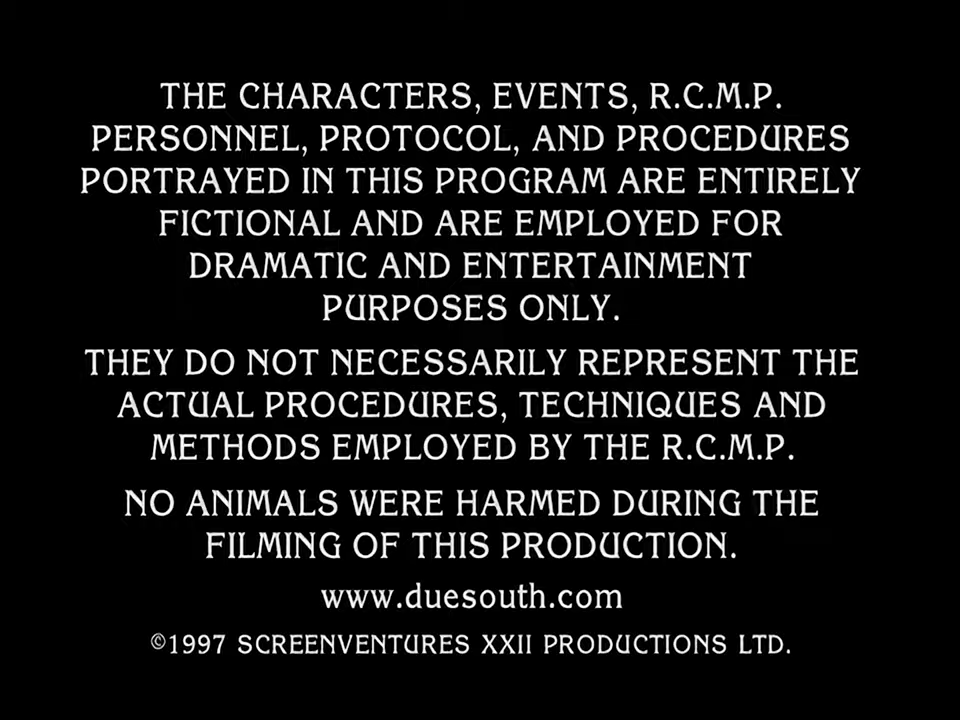 THE CHARACTERS, EVENTS, R.C.M.P.
PERSONNEL, PROTOCOL, AND PROCEDURES
PORTRAYED IN THIS PROGRAM ARE ENTIRELY
FICTIONAL AND ARE EMPLOYED FOR
DRAMATIC AND ENTERTAINMENT
PURPOSES ONLY.
THEY DO NOT NECESSARILY REPRESENT THE
ACTUAL PROCEDURES, TECHNIQUES AND
METHODS EMPLOYED BY THE R.C.M.P.
NO ANIMALS WERE HARMED DURING THE
FILMING OF THIS PRODUCTION.
www.duesouth.com
©1997 SCREENVENTURES XXII PRODUCTIONS LTD.